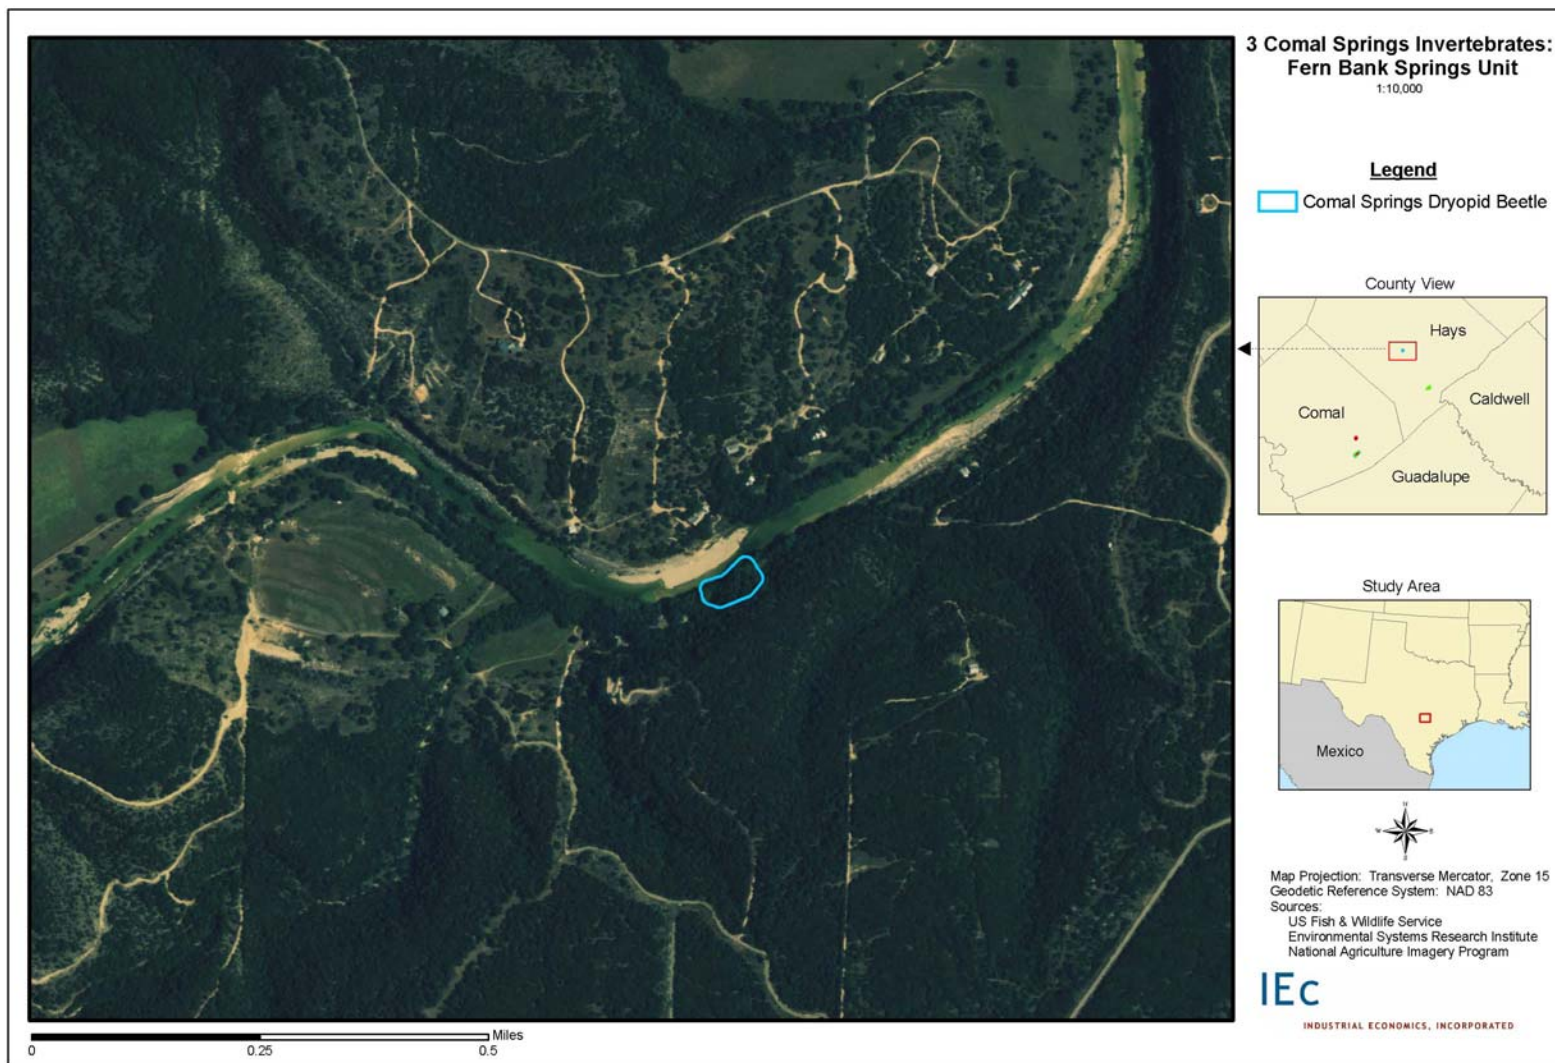 3 Comal Springs Invertebrates:
Fern Bank Springs Unit
1:10,000
Legend
Comal Springs Dryopid Beetle
County View
Hays
Comal
Caldwell
Guadalupe
Study Area
Mexico
N
W
E
S
Map Projection: Transverse Mercator, Zone 15
Geodetic Reference System: NAD 83
Sources:
US Fish & Wildlife Service
Environmental Systems Research Institute
National Agriculture Imagery Program
IEc
INDUSTRIAL ECONOMICS, INCORPORATED
Miles
0 0.25 0.5